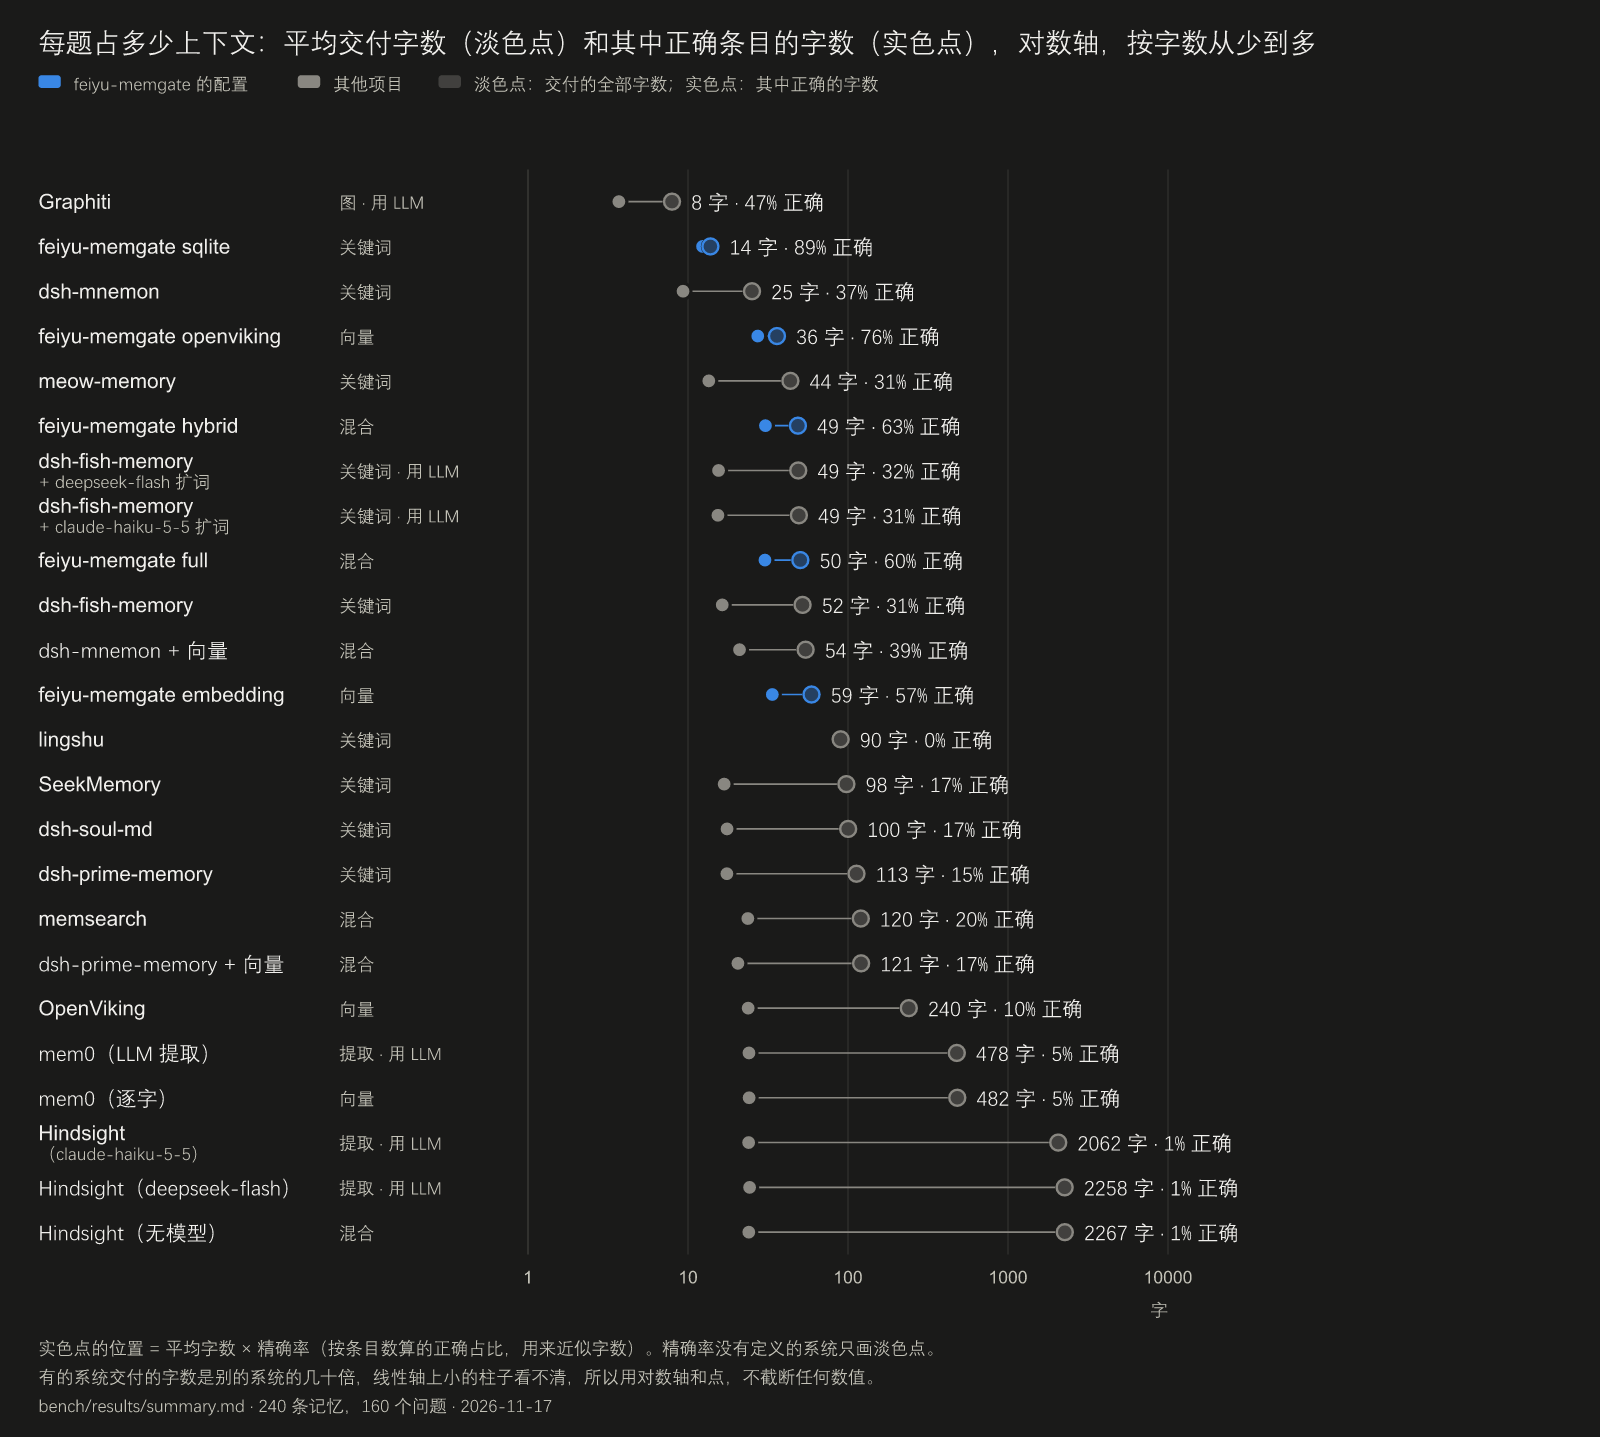 每题占多少上下文：平均交付字数（淡色点）和其中正确条目的字数（实色点），对数轴，按字数从少到多
feiyu-memgate 的配置 其他项目 淡色点：交付的全部字数；实色点：其中正确的字数
Graphiti 图 · 用 LLM 8 字 · 47% 正确
feiyu-memgate sqlite 关键词 14 字 · 89% 正确
dsh-mnemon 关键词 25 字 · 37% 正确
feiyu-memgate openviking 向量 36 字 · 76% 正确
meow-memory 关键词 44 字 · 31% 正确
feiyu-memgate hybrid 混合 49 字 · 63% 正确
dsh-fish-memory 关键词 · 用 LLM 49 字 · 32% 正确
+ deepseek-flash 扩词
dsh-fish-memory 关键词 · 用 LLM 49 字 · 31% 正确
+ claude-haiku-5-5 扩词
feiyu-memgate full 混合 50 字 · 60% 正确
dsh-fish-memory 关键词 52 字 · 31% 正确
dsh-mnemon + 向量 混合 54 字 · 39% 正确
feiyu-memgate embedding 向量 59 字 · 57% 正确
lingshu 关键词 90 字 · 0% 正确
SeekMemory 关键词 98 字 · 17% 正确
dsh-soul-md 关键词 100 字 · 17% 正确
dsh-prime-memory 关键词 113 字 · 15% 正确
memsearch 混合 120 字 · 20% 正确
dsh-prime-memory + 向量 混合 121 字 · 17% 正确
OpenViking 向量 240 字 · 10% 正确
mem0（LLM 提取） 提取 · 用 LLM 478 字 · 5% 正确
mem0（逐字） 向量 482 字 · 5% 正确
Hindsight 提取 · 用 LLM 2062 字 · 1% 正确
（claude-haiku-5-5）
Hindsight（deepseek-flash） 提取 · 用 LLM 2258 字 · 1% 正确
Hindsight（无模型） 混合 2267 字 · 1% 正确
1 10 100 1000 10000
字
实色点的位置 = 平均字数 × 精确率（按条目数算的正确占比，用来近似字数）。精确率没有定义的系统只画淡色点。
有的系统交付的字数是别的系统的几十倍，线性轴上小的柱子看不清，所以用对数轴和点，不截断任何数值。
bench/results/summary.md · 240 条记忆，160 个问题 · 2026-11-17